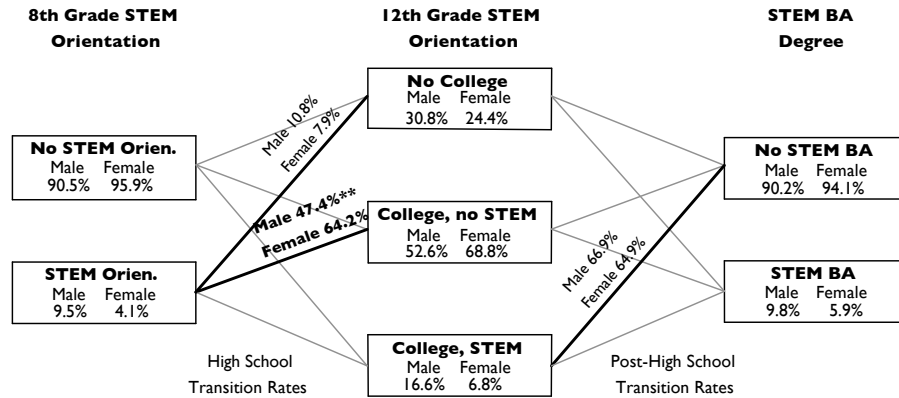 8th Grade STEM
Orientation
12th Grade STEM
Orientation
STEM BA
Degree
No College
Male Female
30.8% 24.4%
Male 10.8%
Female 7.9%
No STEM Orien.
Male Female
90.5% 95.9%
No STEM BA
Male Female
90.2% 94.1%
Male 47.4%**
Female 64.2%
College, no STEM
Male Female
52.6% 68.8%
Male 66.9%
Female 64.9%
STEM Orien.
Male Female
9.5% 4.1%
STEM BA
Male Female
9.8% 5.9%
High School
Transition Rates
College, STEM
Male Female
16.6% 6.8%
Post-High School
Transition Rates